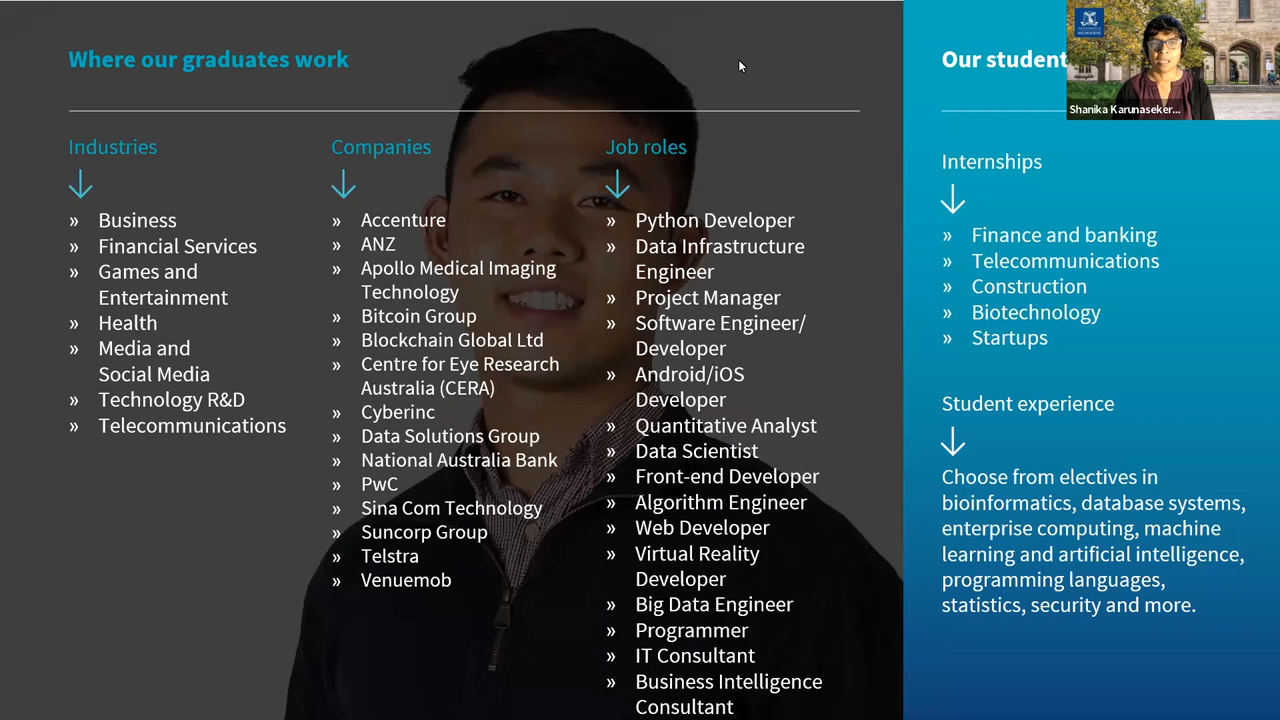 Where our graduates work
Industries
» Business
» Financial Services
» Games and
Entertainment
» Health
» Media and
Social Media
» Technology R&D
» Telecommunications
Companies
» Accenture
» ANZ
» Apollo Medical Imaging
Technology
» Bitcoin Group
» Blockchain Global Ltd
» Centre for Eye Research
Australia (CERA)
» Cyberinc
» Data Solutions Group
» National Australia Bank
» PwC
» Sina Com Technology
» Suncorp Group
» Telstra
» Venuemob
Job roles
» Python Developer
» Data Infrastructure
Engineer
» Project Manager
» Software Engineer/
Developer
» Android/iOS
Developer
» Quantitative Analyst
» Data Scientist
» Front-end Developer
» Algorithm Engineer
» Web Developer
» Virtual Reality
Developer
» Big Data Engineer
» Programmer
» IT Consultant
» Business Intelligence
Consultant
Our student
MELBOURNE
Shanika Karunaseker...
Internships
» Finance and banking
» Telecommunications
» Construction
» Biotechnology
» Startups
Student experience
Choose from electives in
bioinformatics, database systems,
enterprise computing, machine
learning and artificial intelligence,
programming languages,
statistics, security and more.